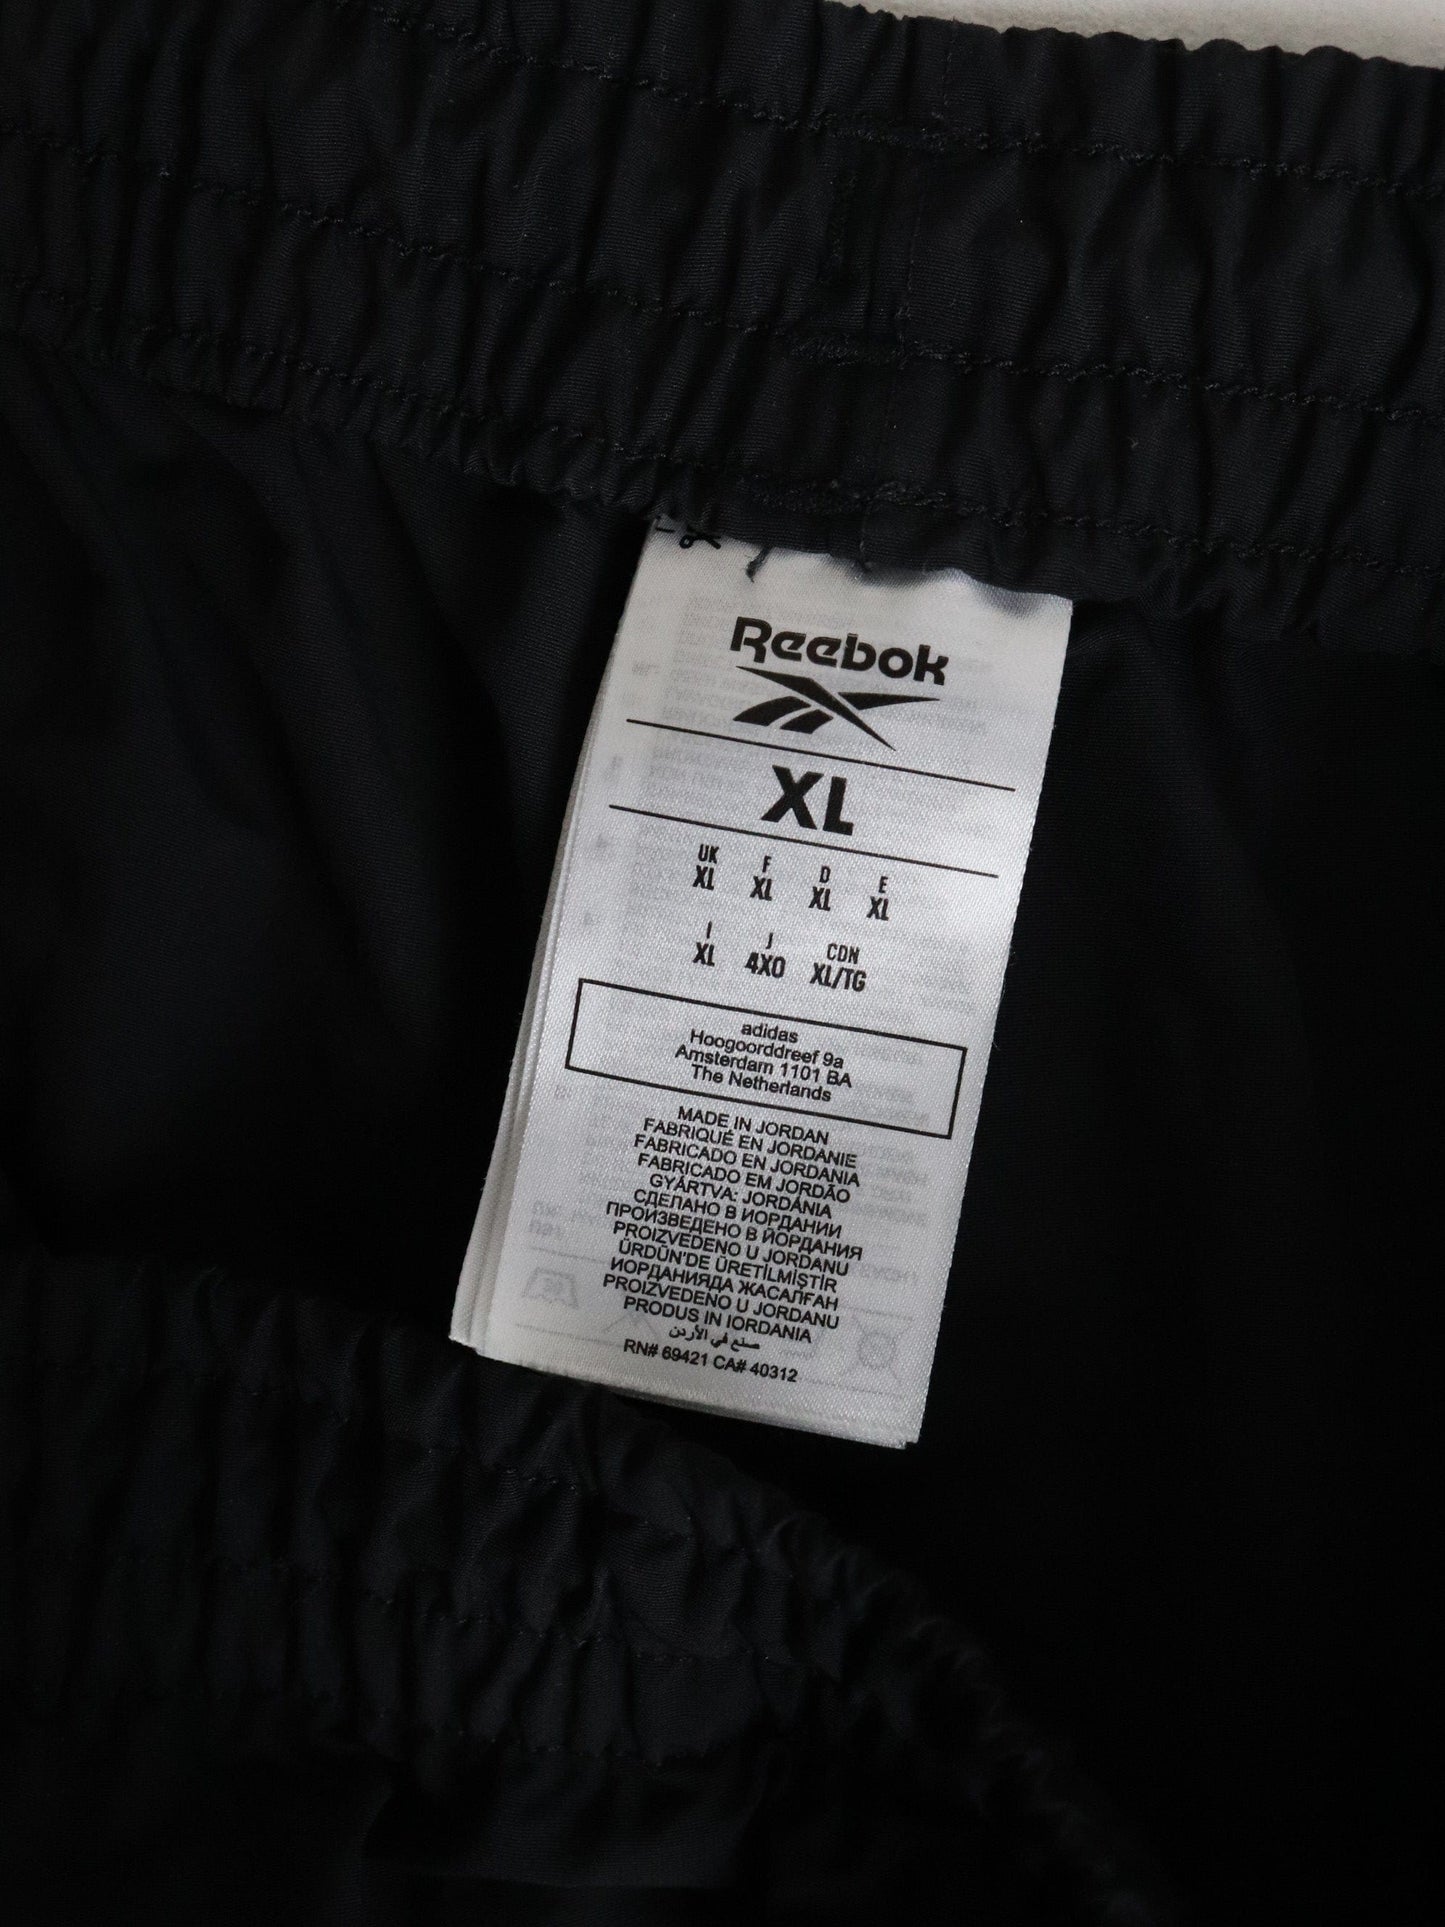 Reebok
XL
UK F D E
XL XL XL XL
I J CDN
XL 4XO XL/TG
adidas
Hoogoorddreef 9a
Amsterdam 1101 BA
The Netherlands
MADE IN JORDAN
FABRIQUÉ EN JORDANIE
FABRICADO EN JORDANIA
FABRICADO EM JORDÃO
GYÁRTVA: JORDÁNIA
СДЕЛАНО В ИОРДАНИИ
ПРОИЗВЕДЕНО В ЙОРДАНИЯ
PROIZVEDENO U JORDANU
ÜRDÜN'DE ÜRETİLMİŞTİR
ИОРДАНИЯДА ЖАСАЛҒАН
PROIZVEDENO U JORDANU
PRODUS IN IORDANIA
صنع في الأردن
RN# 69421 CA# 40312